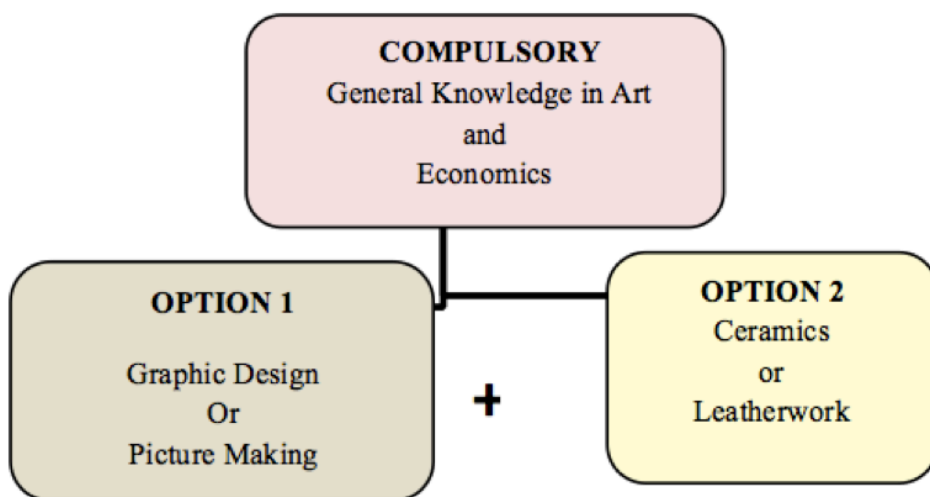 COMPULSORY
General Knowledge in Art
and
Economics
OPTION 1
Graphic Design
Or
Picture Making
+
OPTION 2
Ceramics
or
Leatherwork